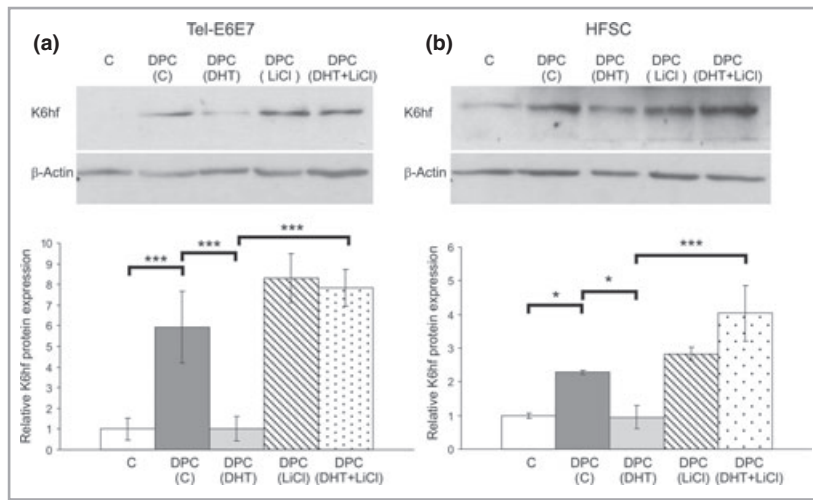 Tel-E6E7
HFSC
(a)
C DPC DPC DPC DPC
(C) (DHT) ( LiCl ) (DHT+LiCl)
K6hf
β-Actin
(b)
C DPC DPC DPC DPC
(C) (DHT) ( LiCl ) (DHT+LiCl)
K6hf
β-Actin
Relative K6hf protein expression
10
9
8
7
6
5
4
3
2
1
0
*** *** ***
C DPC DPC DPC DPC
(C) (DHT) (LiCl) (DHT+LiCl)
Relative K6hf protein expression
6
5
4
3
2
1
0
* * ***
C DPC DPC DPC DPC
(C) (DHT) (LiCl) (DHT+LiCl)